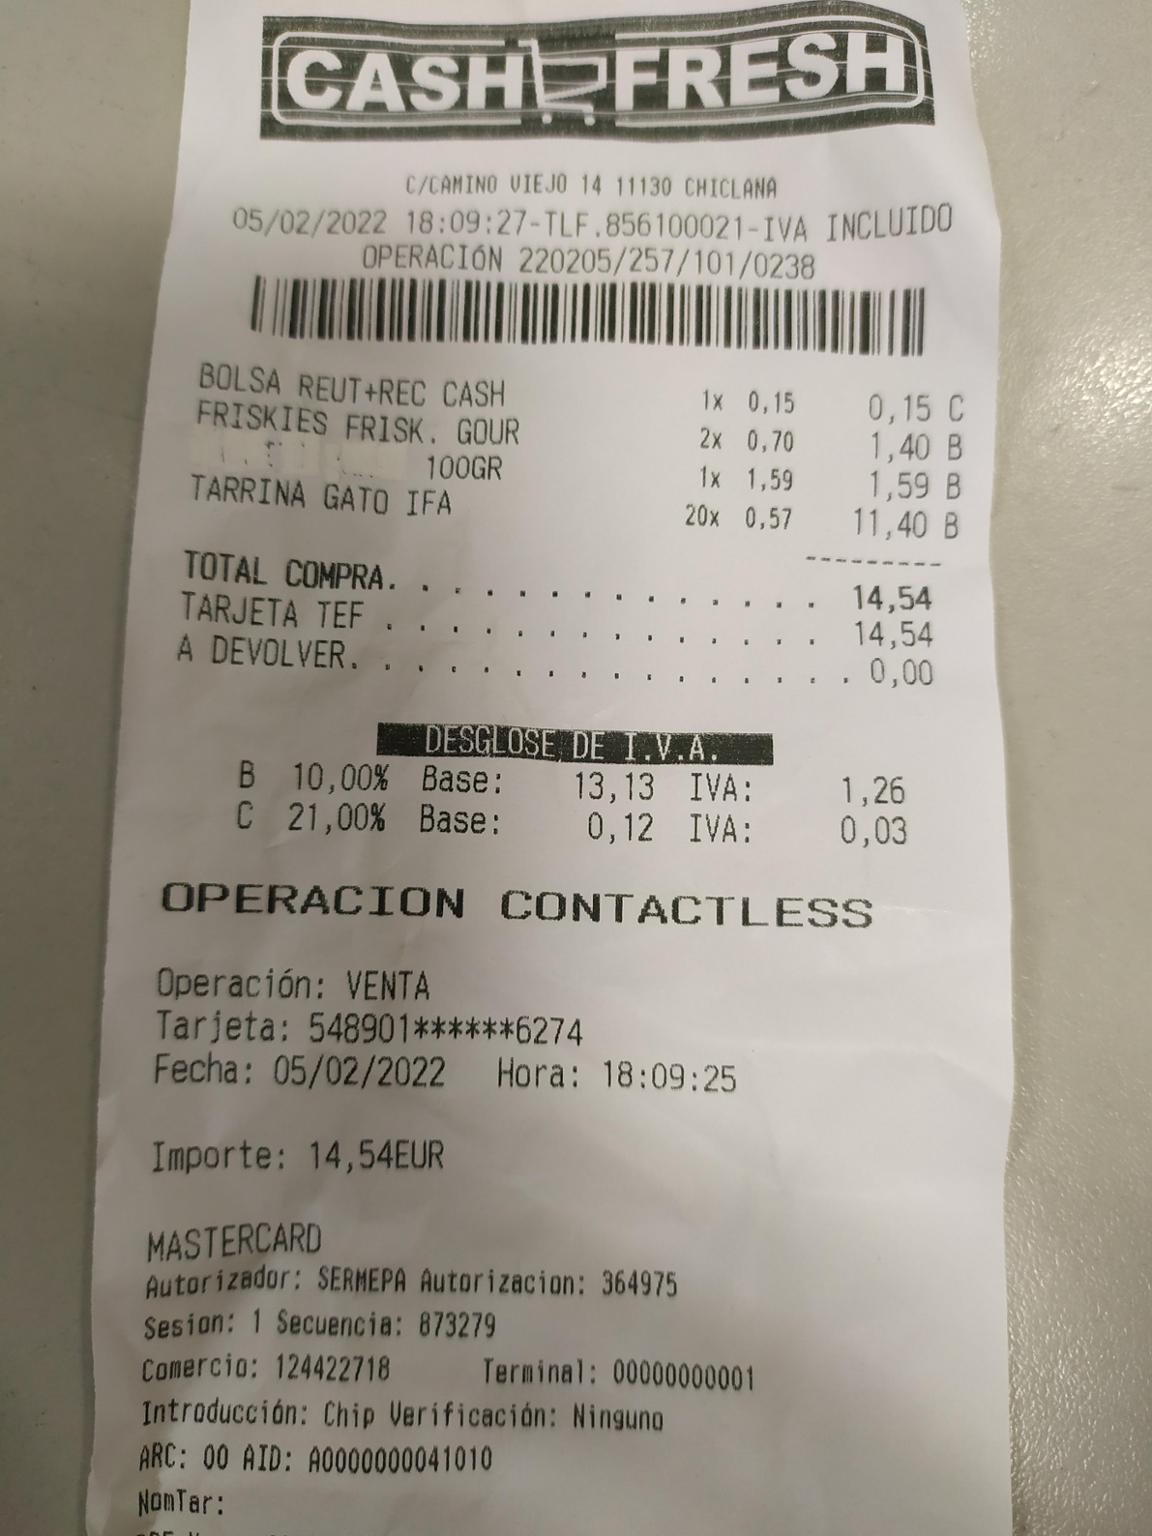 CASH FRESH
C/CAMINO VIEJO 14 11130 CHICLANA
05/02/2022 18:09:27-TLF.856100021-IVA INCLUIDO
OPERACIÓN 220205/257/101/0238
BOLSA REUT+REC CASH 1x 0,15 0,15 C
FRISKIES FRISK. GOUR 2x 0,70 1,40 B
100GR 1x 1,59 1,59 B
TARRINA GATO IFA 20x 0,57 11,40 B
---------
TOTAL COMPRA. . . . . . . . . . . . . . 14,54
TARJETA TEF . . . . . . . . . . . . . . 14,54
A DEVOLVER. . . . . . . . . . . . . . . . 0,00
DESGLOSE DE I.V.A.
B 10,00% Base: 13,13 IVA: 1,26
C 21,00% Base: 0,12 IVA: 0,03
OPERACION CONTACTLESS
Operación: VENTA
Tarjeta: 548901******6274
Fecha: 05/02/2022 Hora: 18:09:25
Importe: 14,54EUR
MASTERCARD
Autorizador: SERMEPA Autorizacion: 364975
Sesion: 1 Secuencia: 873279
Comercio: 124422718 Terminal: 00000000001
Introducción: Chip Verificación: Ninguno
ARC: 00 AID: A0000000041010
NomTar: